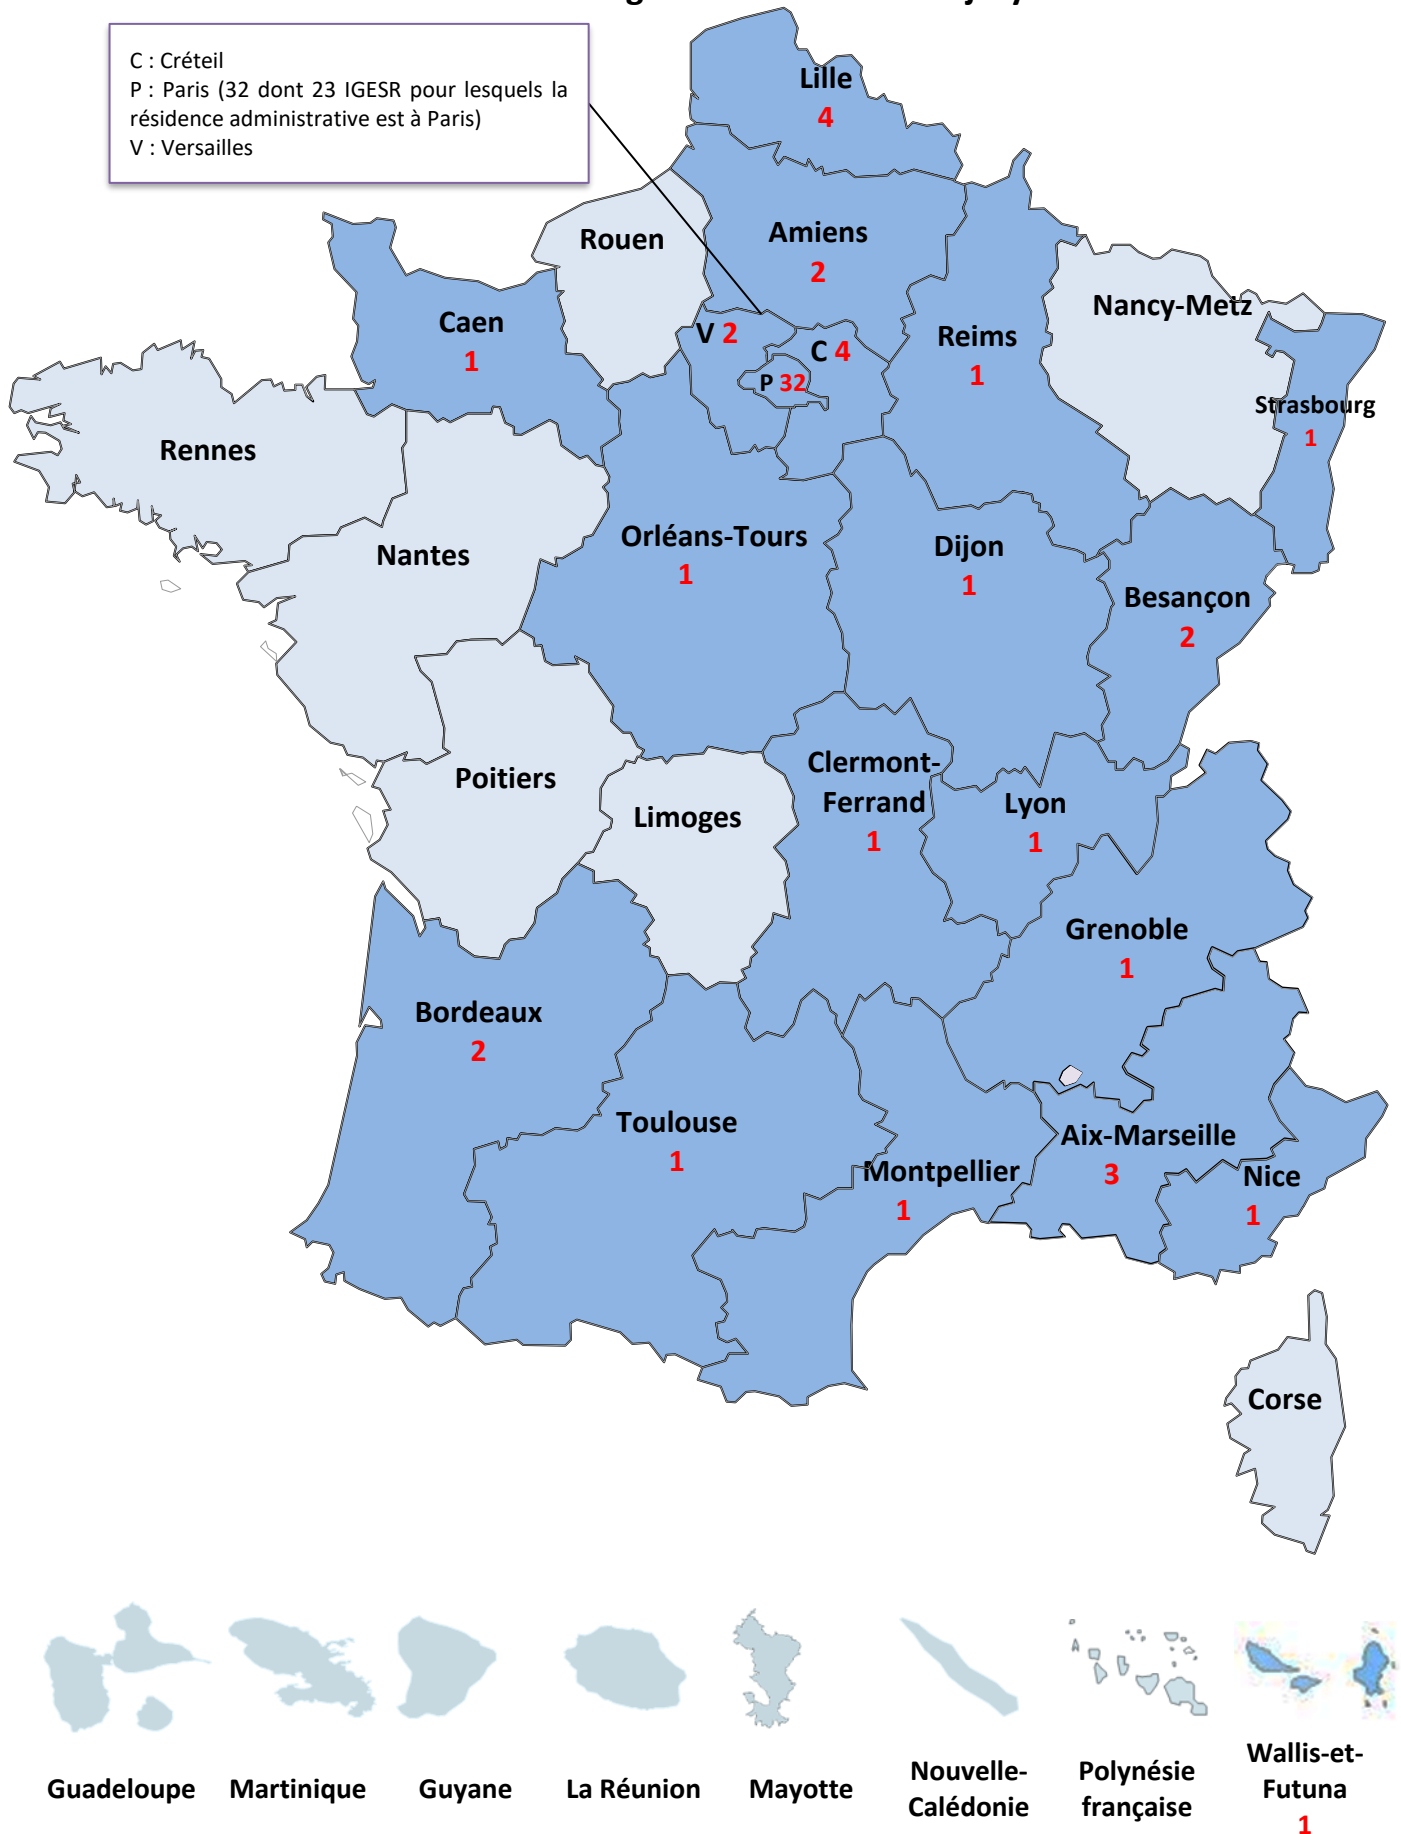 C : Créteil
P : Paris (32 dont 23 IGESR pour lesquels la
résidence administrative est à Paris)
V : Versailles
Lille
4
Rouen
Amiens
2
Caen
1
V 2
C 4
P 32
Reims
1
Nancy-Metz
Strasbourg
1
Rennes
Nantes
Orléans-Tours
1
Dijon
1
Besançon
2
Poitiers
Limoges
Clermont-
Ferrand
1
Lyon
1
Grenoble
1
Bordeaux
2
Toulouse
1
Montpellier
1
Aix-Marseille
3
Nice
1
Corse
Guadeloupe
Martinique
Guyane
La Réunion
Mayotte
Nouvelle-
Calédonie
Polynésie
française
Wallis-et-
Futuna
1